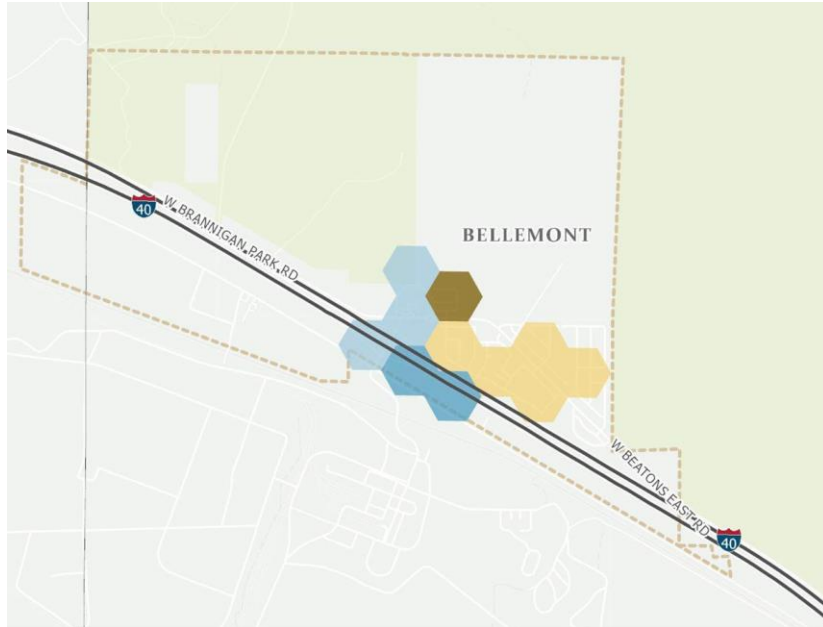 40
W BRANNIGAN PARK RD
BELLEMONT
W BEATONS EAST RD
40